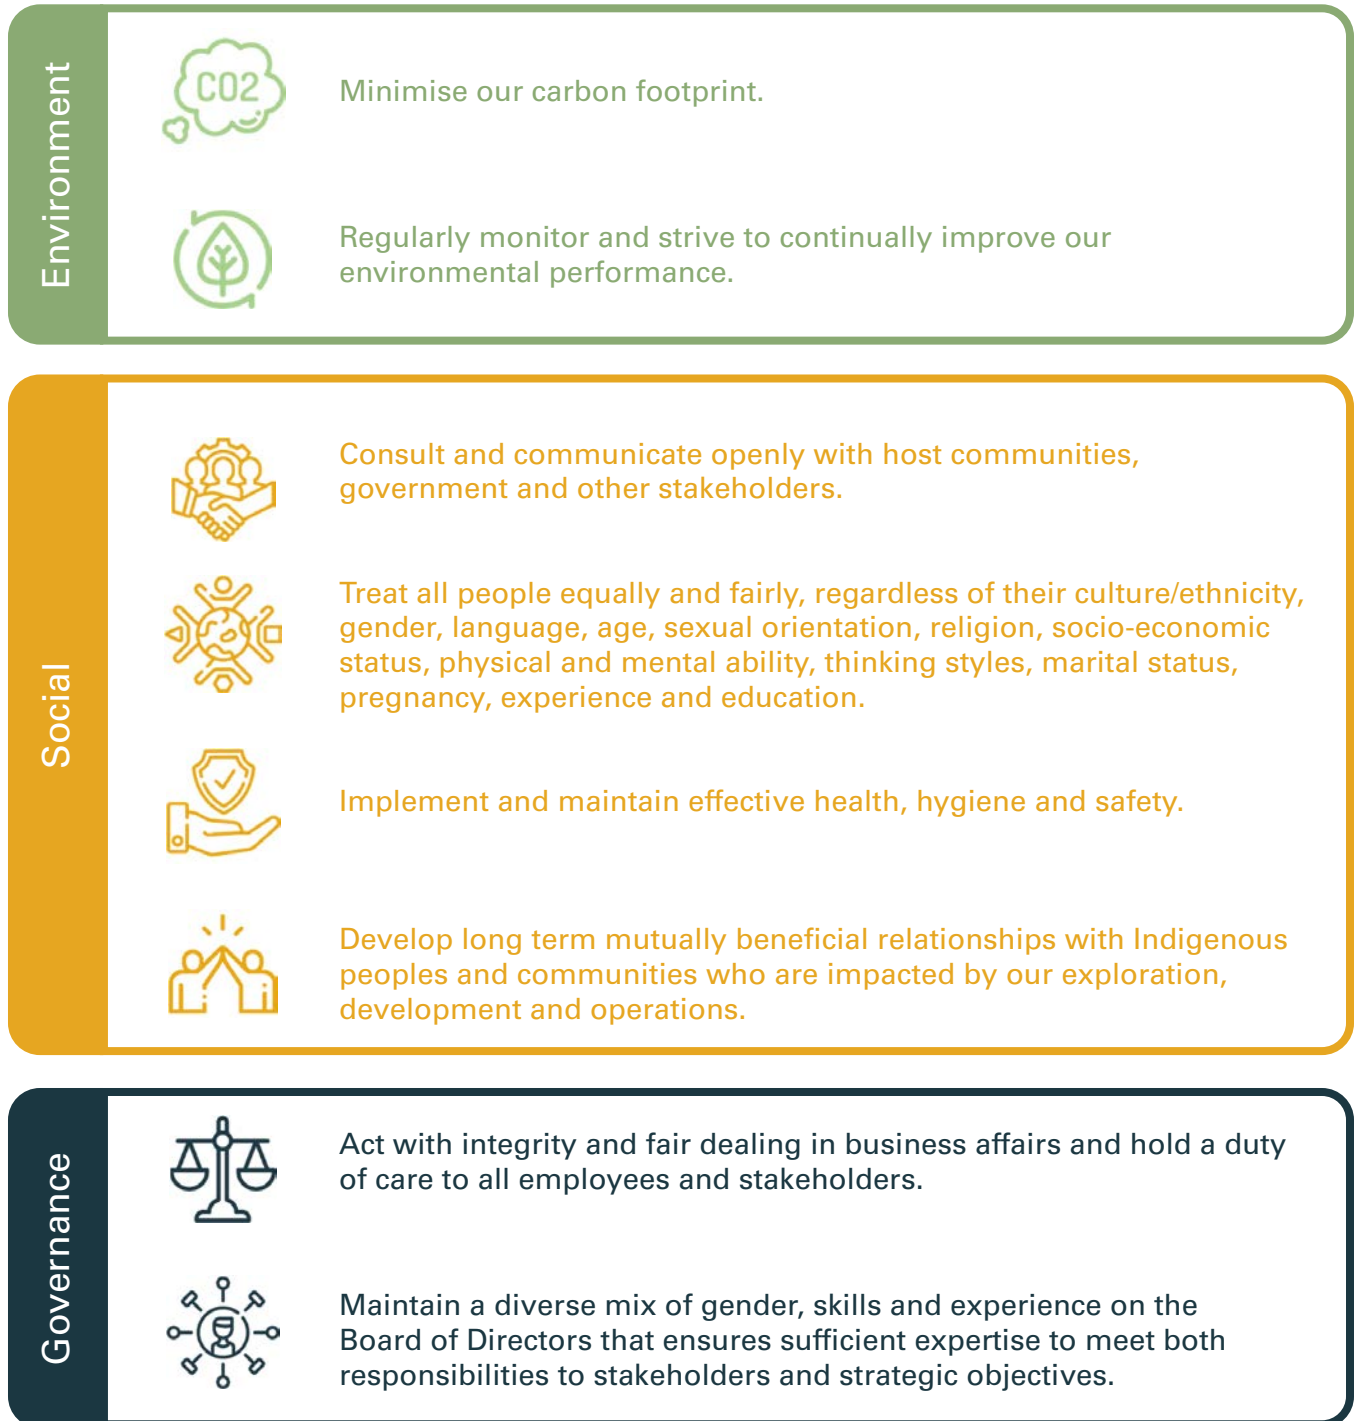 Environment
CO2
Minimise our carbon footprint.
Regularly monitor and strive to continually improve our
environmental performance.
Social
Consult and communicate openly with host communities,
government and other stakeholders.
Treat all people equally and fairly, regardless of their culture/ethnicity,
gender, language, age, sexual orientation, religion, socio-economic
status, physical and mental ability, thinking styles, marital status,
pregnancy, experience and education.
Implement and maintain effective health, hygiene and safety.
Develop long term mutually beneficial relationships with Indigenous
peoples and communities who are impacted by our exploration,
development and operations.
Governance
Act with integrity and fair dealing in business affairs and hold a duty
of care to all employees and stakeholders.
Maintain a diverse mix of gender, skills and experience on the
Board of Directors that ensures sufficient expertise to meet both
responsibilities to stakeholders and strategic objectives.